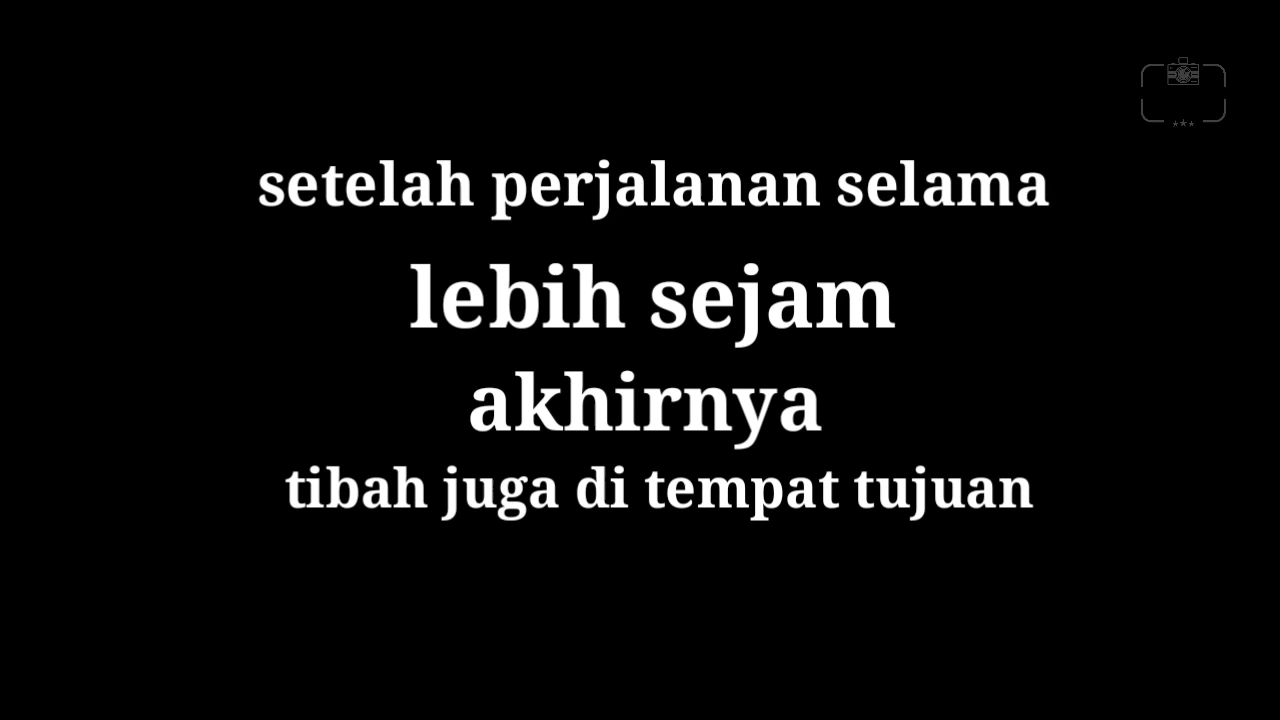 setelah perjalanan selama
lebih sejam
akhirnya
tibah juga di tempat tujuan